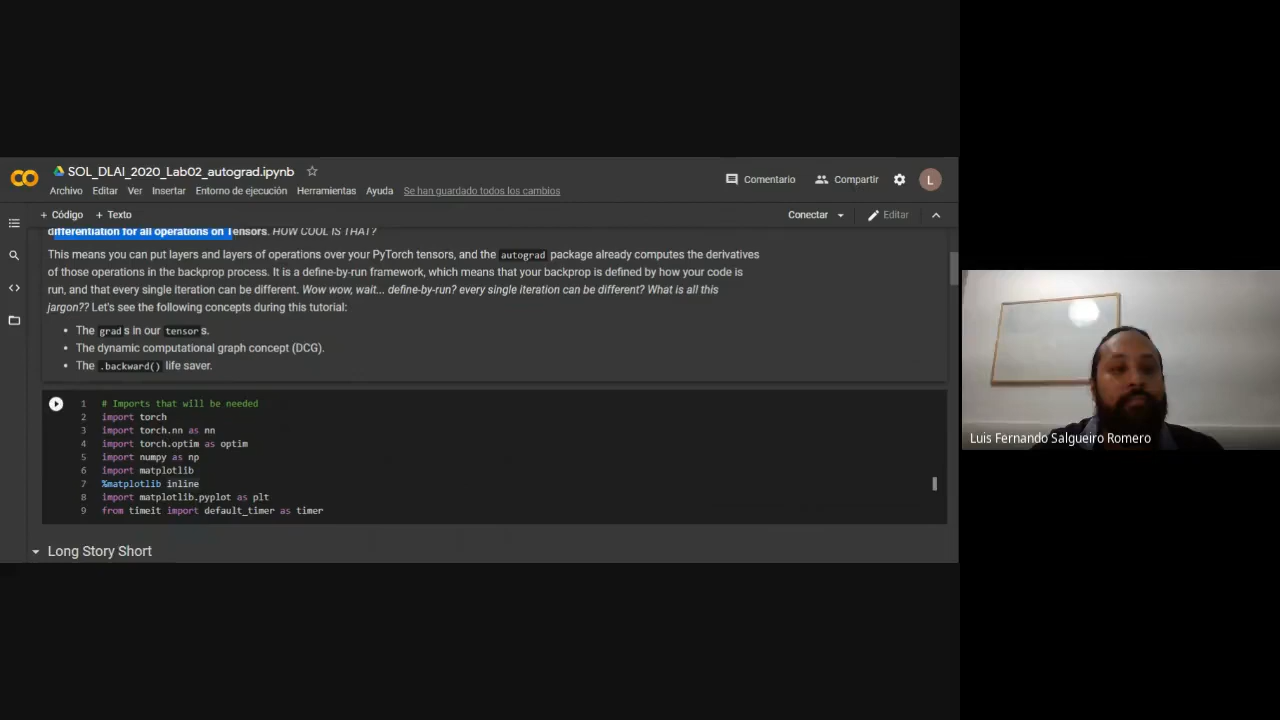 SOL_DLAI_2020_Lab02_autograd.ipynb
Archivo Editar Ver Insertar Entorno de ejecución Herramientas Ayuda Se han guardado todos los cambios
Comentario Compartir L
+ Código + Texto Conectar Editar
differentiation for all operations on Tensors. HOW COOL IS THAT?
This means you can put layers and layers of operations over your PyTorch tensors, and the autograd package already computes the derivatives
of those operations in the backprop process. It is a define-by-run framework, which means that your backprop is defined by how your code is
run, and that every single iteration can be different. Wow wow, wait... define-by-run? every single iteration can be different? What is all this
jargon?? Let's see the following concepts during this tutorial:
• The grads in our tensors.
• The dynamic computational graph concept (DCG).
• The .backward() life saver.
1 # Imports that will be needed
2 import torch
3 import torch.nn as nn
4 import torch.optim as optim
5 import numpy as np
6 import matplotlib
7 %matplotlib inline
8 import matplotlib.pyplot as plt
9 from timeit import default_timer as timer
Long Story Short
Luis Fernando Salgueiro Romero